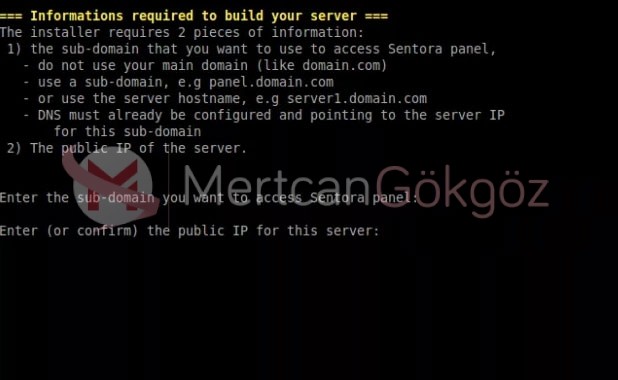 === Informations required to build your server ===
The installer requires 2 pieces of information:
1) the sub-domain that you want to use to access Sentora panel,
- do not use your main domain (like domain.com)
- use a sub-domain, e.g panel.domain.com
- or use the server hostname, e.g server1.domain.com
- DNS must already be configured and pointing to the server IP
for this sub-domain
2) The public IP of the server.
MertcanGökgöz
Enter the sub-domain you want to access Sentora panel:
Enter (or confirm) the public IP for this server: